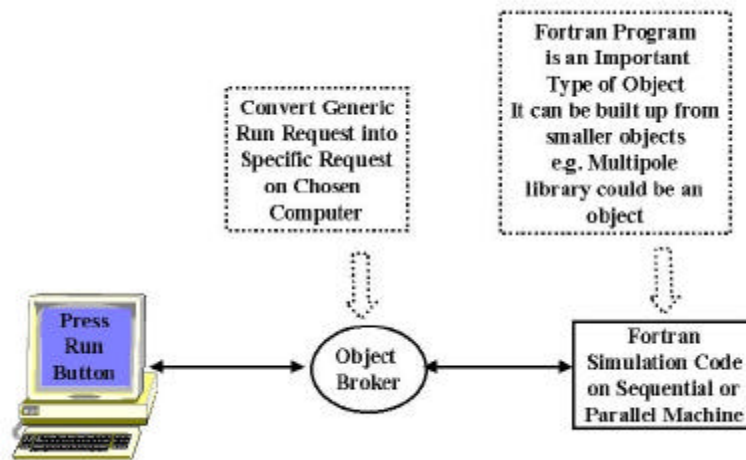 Fortran Program
is an Important
Type of Object
It can be built up from
smaller objects
e.g. Multipole
library could be an
object
Convert Generic
Run Request into
Specific Request
on Chosen
Computer
Press
Run
Button
Object
Broker
Fortran
Simulation Code
on Sequential or
Parallel Machine